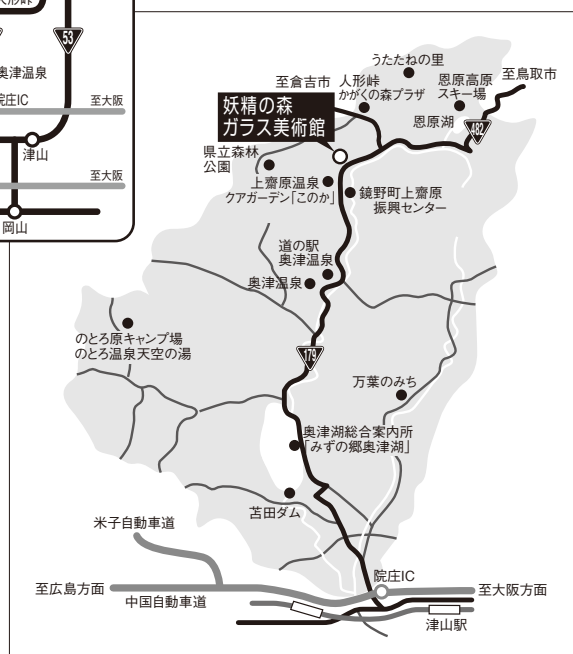 人形峠
53
奥津温泉
院庄IC
至大阪
津山
至大阪
岡山
うたたねの里
至倉吉市
人形峠
かがくの森プラザ
恩原高原
スキー場
至鳥取市
妖精の森
ガラス美術館
恩原湖
482
県立森林
公園
上齋原温泉
クアガーデン「このか」
鏡野町上齋原
振興センター
道の駅
奥津温泉
奥津温泉
のとろ原キャンプ場
のとろ温泉天空の湯
179
万葉のみち
奥津湖総合案内所
「みずの郷奥津湖」
苫田ダム
米子自動車道
院庄IC
至広島方面
中国自動車道
至大阪方面
津山駅